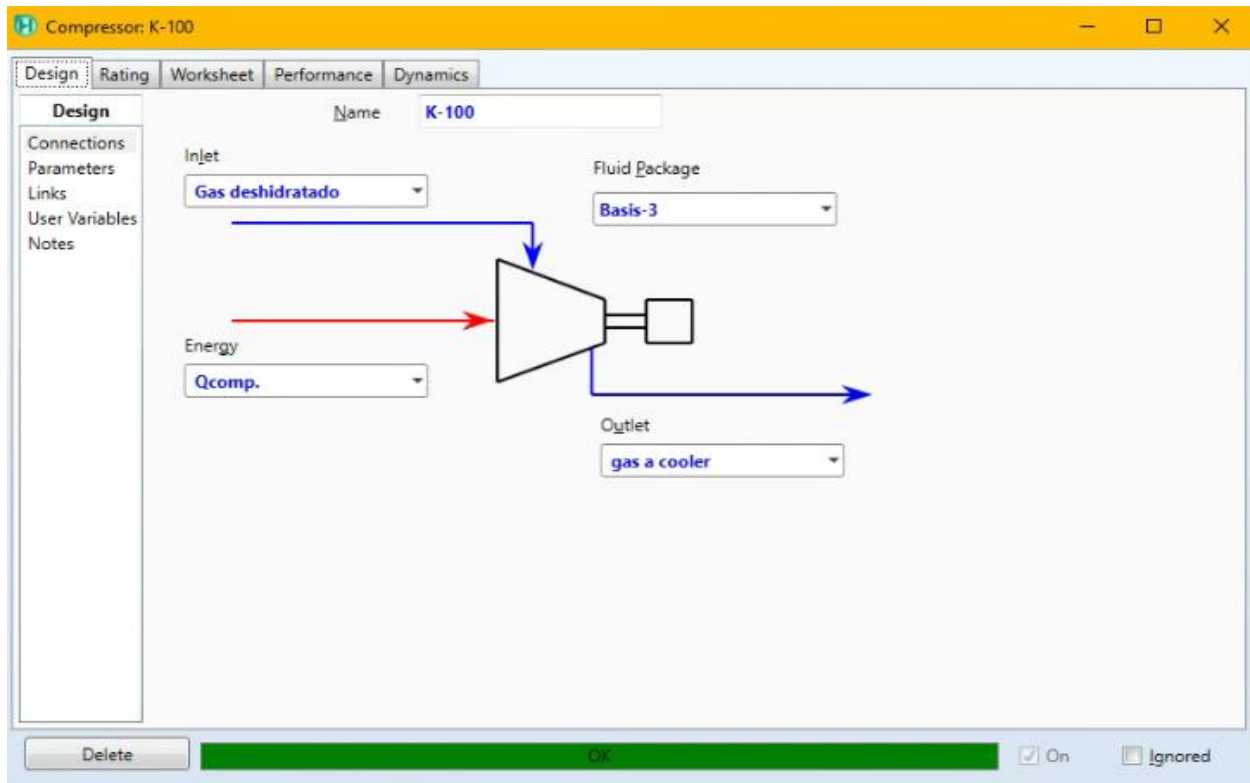 Compressor: K-100
Design Rating Worksheet Performance Dynamics
Design
Connections
Parameters
Links
User Variables
Notes
Name K-100
Inlet
Gas deshidratado
Fluid Package
Basis-3
Energy
Qcomp.
Outlet
gas a cooler
Delete
OK
On
Ignored